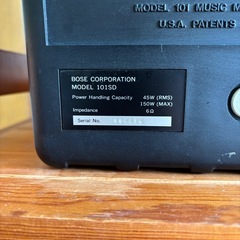 MODEL 101 MUSIC M
U.S.A. PATENTS
BOSE CORPORATION
MODEL 101SD
Power Handling Capacity 45W (RMS)
150W (MAX)
Impedance 6Ω
Serial No.